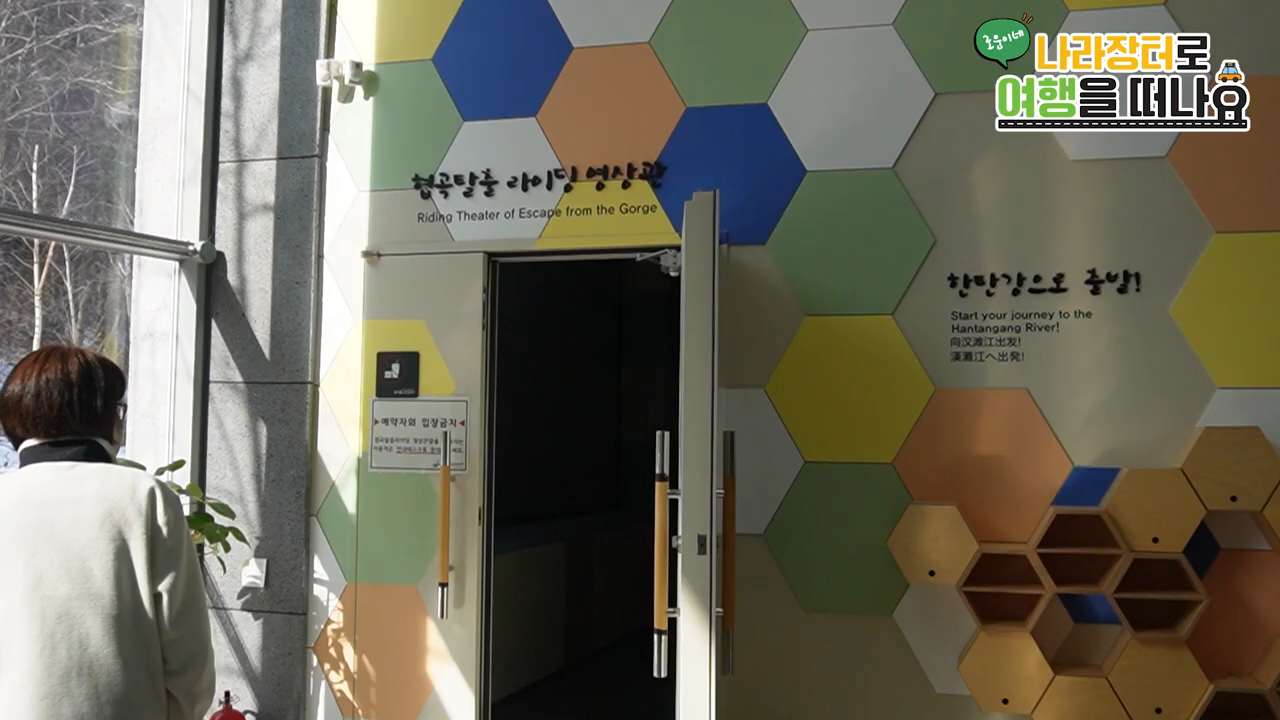 로움이네
나라장터로
여행을 떠나요
협곡탈출 라이딩 영상관
Riding Theater of Escape from the Gorge
한탄강으로 출발!
Start your journey to the
Hantangang River!
向汉滩江出发!
漢灘江へ出発!
▶예약자외 입장금지◀